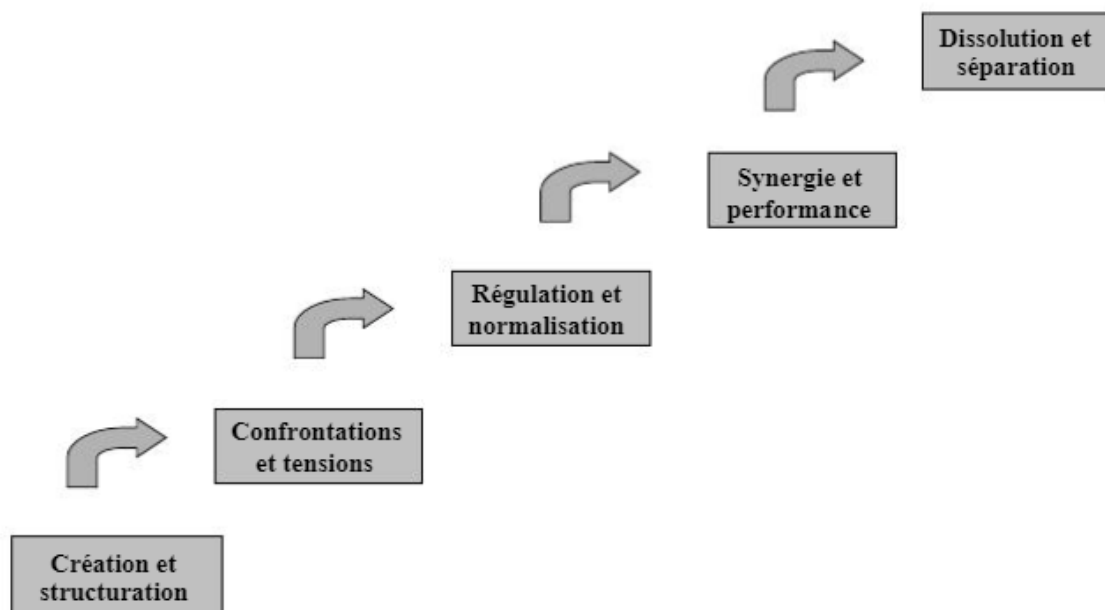 Dissolution et
séparation
Synergie et
performance
Régulation et
normalisation
Confrontations
et tensions
Création et
structuration